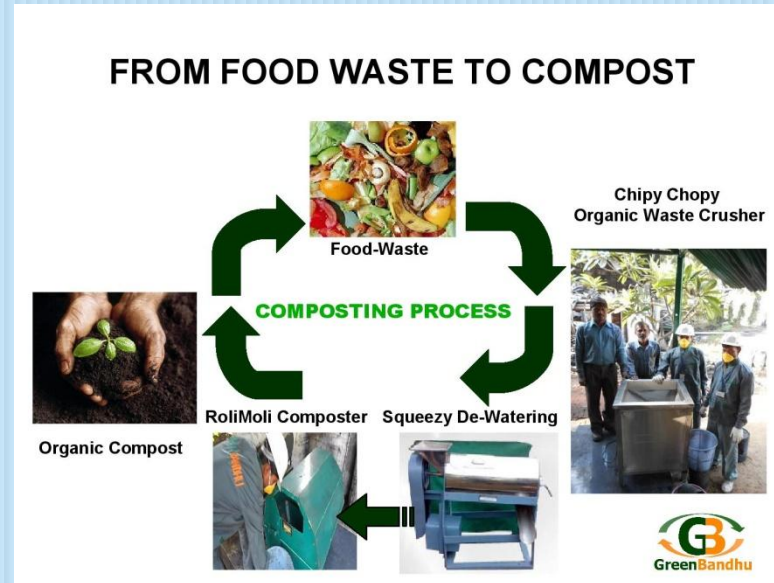 FROM FOOD WASTE TO COMPOST
Chipy Chopy
Organic Waste Crusher
Food-Waste
COMPOSTING PROCESS
RoliMoli Composter
Squeezy De-Watering
Organic Compost
GB
GreenBandhu